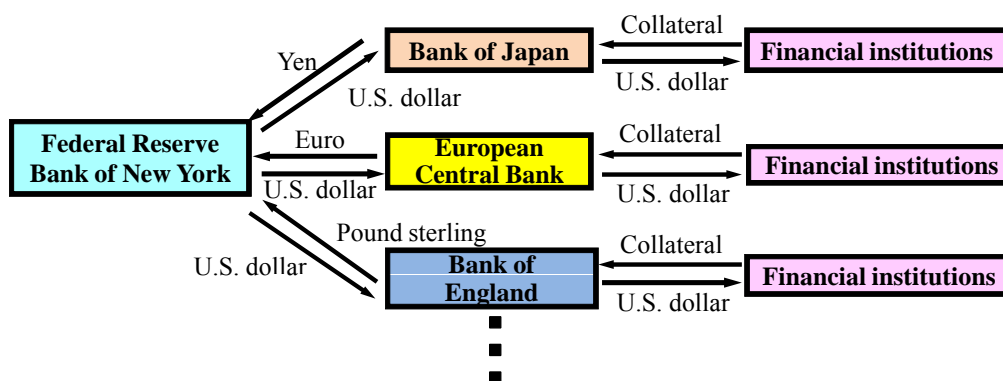 Collateral
Bank of Japan
Financial institutions
Yen
U.S. dollar
U.S. dollar
Federal Reserve
Bank of New York
Euro
U.S. dollar
European
Central Bank
Collateral
Financial institutions
U.S. dollar
Pound sterling
U.S. dollar
Collateral
Bank of
England
Financial institutions
U.S. dollar